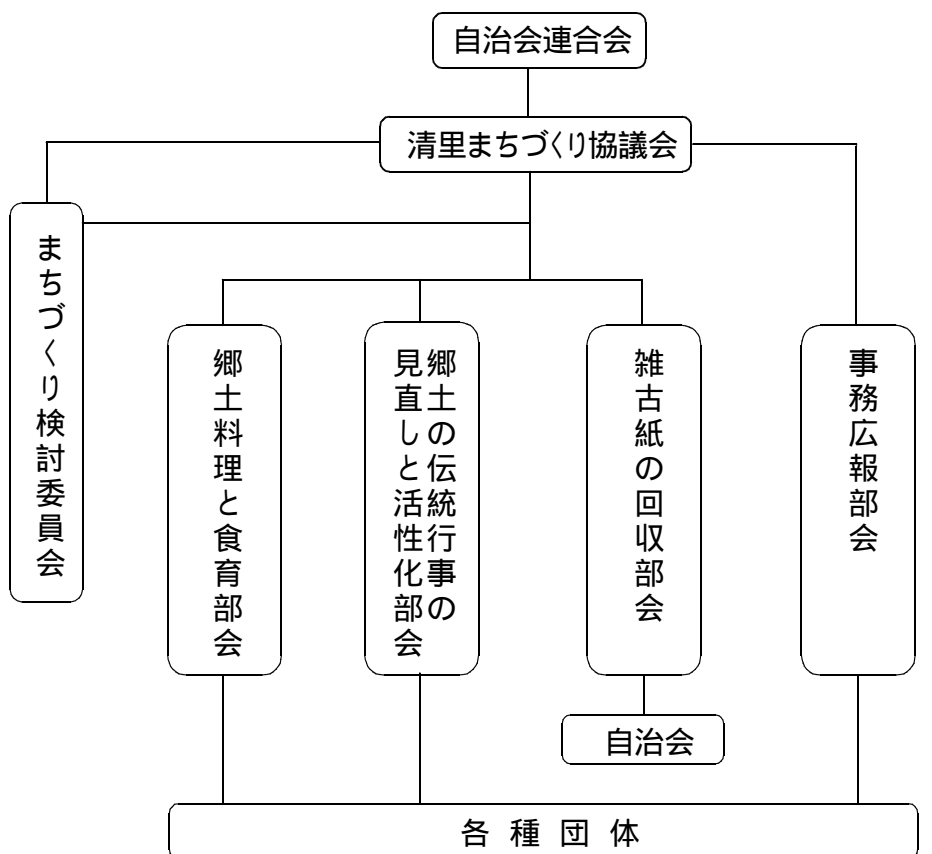 自治会連合会
清里まちづくり協議会
まちづくり検討委員会
郷土料理と食育部会
郷土の伝統行事の
見直しと活性化部会
雑古紙の回収部会
事務広報部会
自治会
各種団体